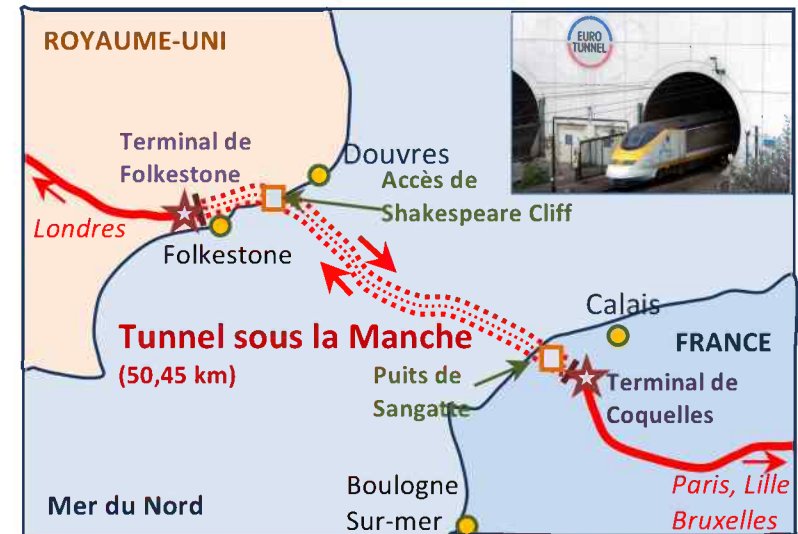 ROYAUME-UNI
EURO
TUNNEL
Terminal de
Folkestone
Douvres
Accès de
Shakespeare Cliff
Londres
Folkestone
Calais
Tunnel sous la Manche
(50,45 km)
FRANCE
Puits de
Sangatte
Terminal de
Coquelles
Mer du Nord
Boulogne
Sur-mer
Paris, Lille
Bruxelles